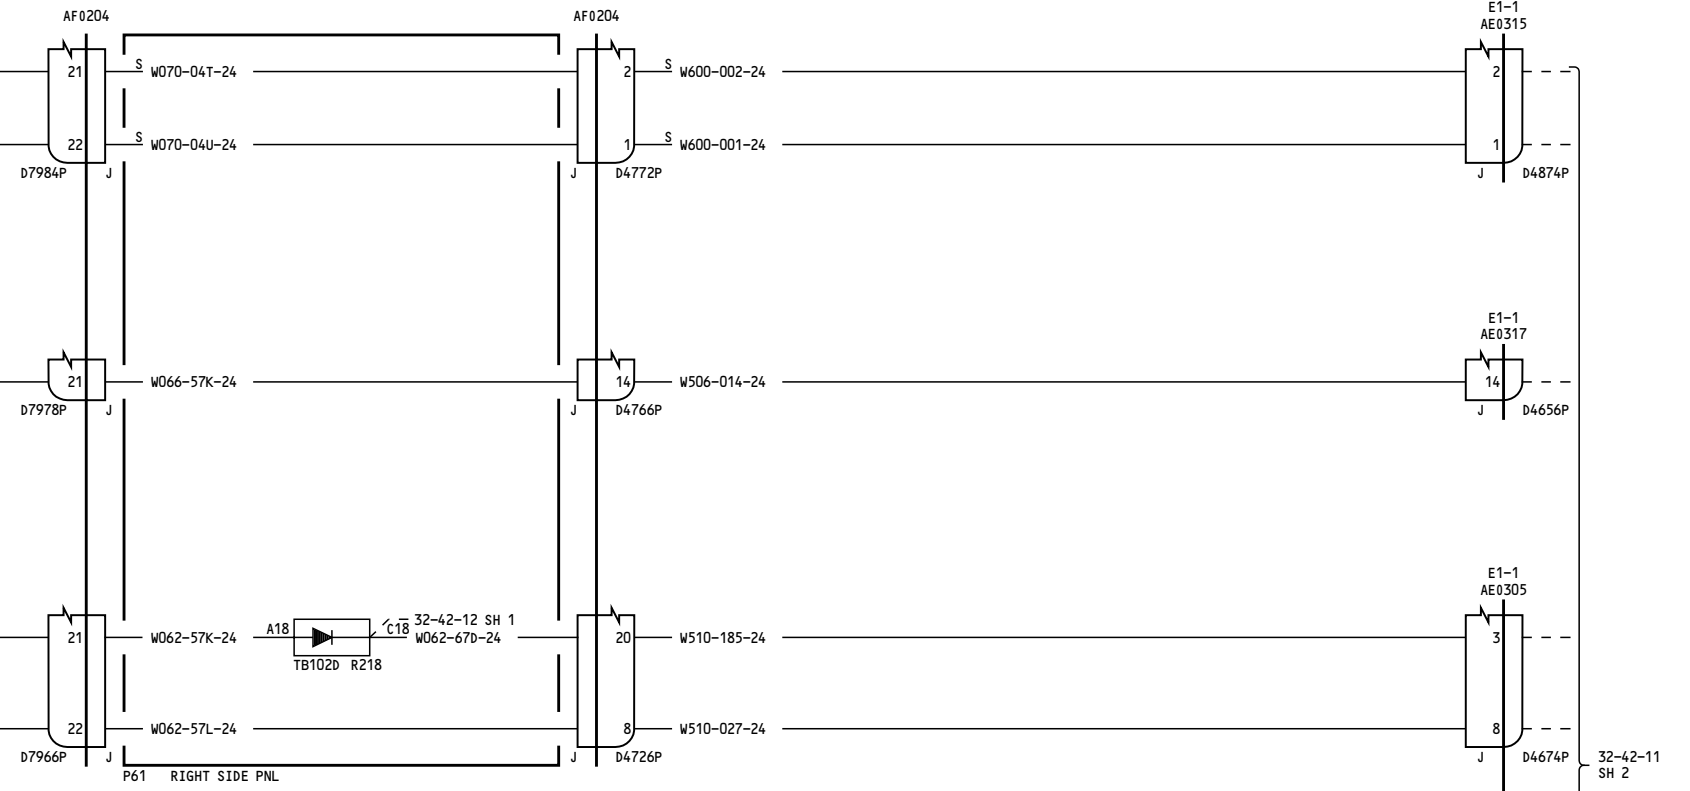 AF0204
AF0204
E1-1
AE0315
21
S
W070-04T-24
2
S
W600-002-24
2
22
S
W070-04U-24
1
S
W600-001-24
1
D7984P
J
J
D4772P
J
D4874P
E1-1
AE0317
21
W066-57K-24
14
W506-014-24
14
D7978P
J
J
D4766P
J
D4656P
E1-1
AE0305
32-42-12 SH 1
21
W062-57K-24
A18
C18
W062-67D-24
20
W510-185-24
3
TB102D R218
22
W062-57L-24
8
W510-027-24
8
D7966P
J
J
D4726P
J
D4674P
32-42-11
SH 2
P61 RIGHT SIDE PNL